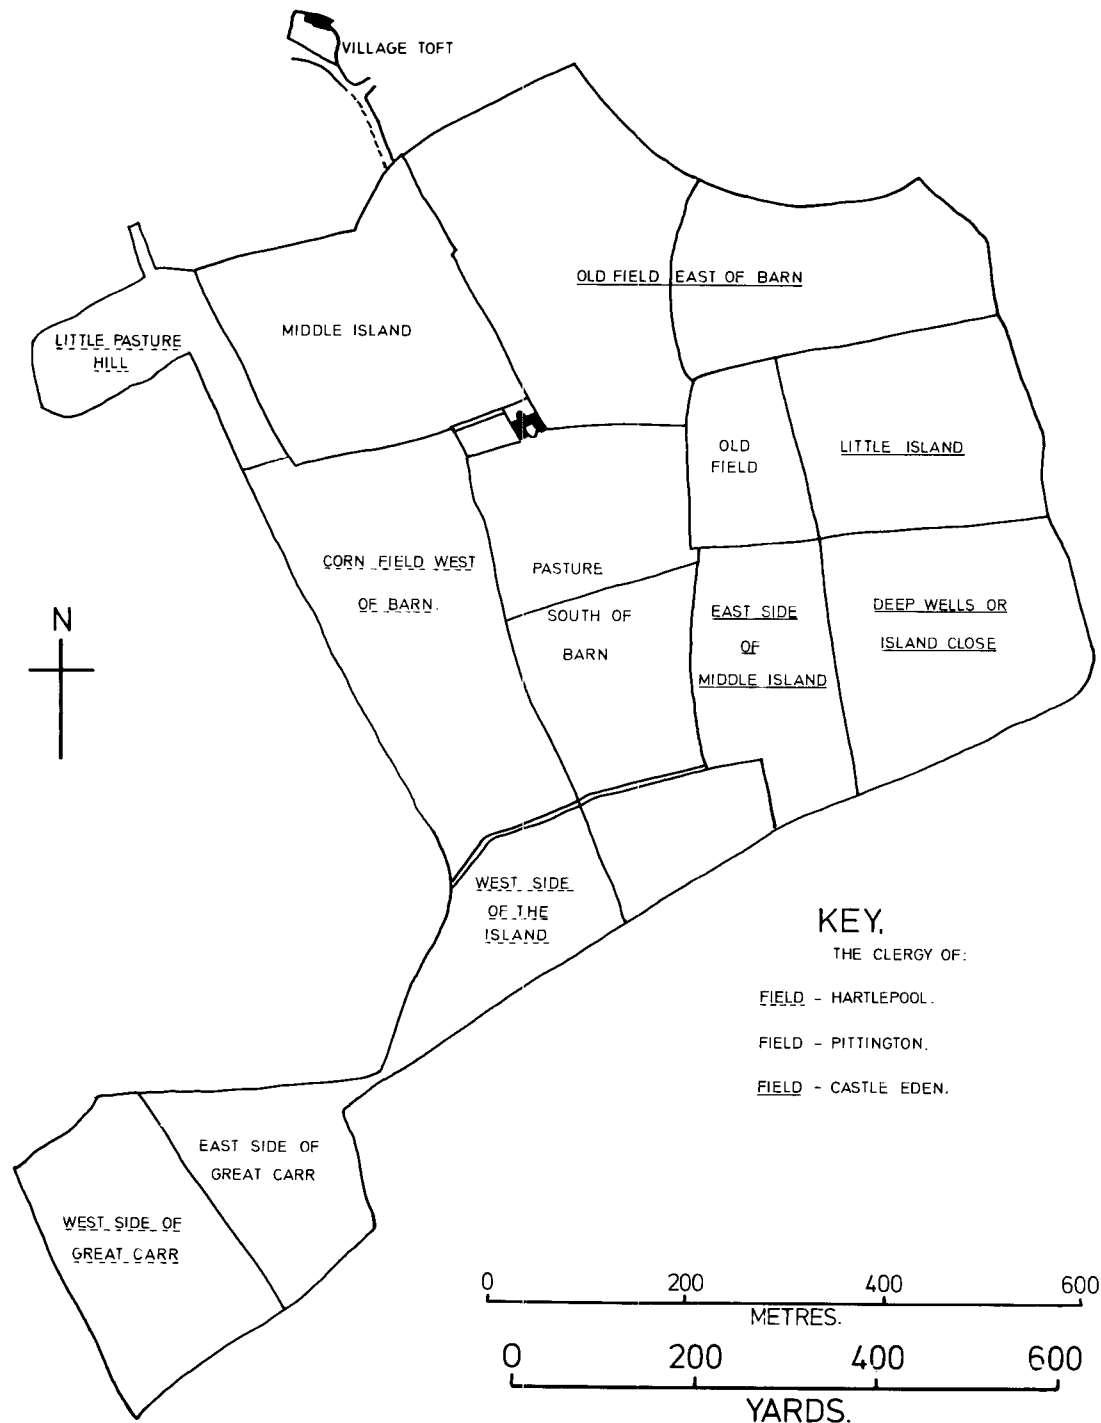 VILLAGE TOFT
OLD FIELD EAST OF BARN
MIDDLE ISLAND
LITTLE PASTURE
HILL
OLD
FIELD
LITTLE ISLAND
CORN FIELD WEST
OF BARN.
PASTURE
SOUTH OF
BARN
EAST SIDE
OF
MIDDLE ISLAND
DEEP WELLS OR
ISLAND CLOSE
N
WEST SIDE
OF THE
ISLAND
KEY.
THE CLERGY OF:
FIELD - HARTLEPOOL.
FIELD - PITTINGTON.
FIELD - CASTLE EDEN.
EAST SIDE OF
GREAT CARR
WEST SIDE OF
GREAT CARR
0 200 400 600
METRES.
0 200 400 600
YARDS.